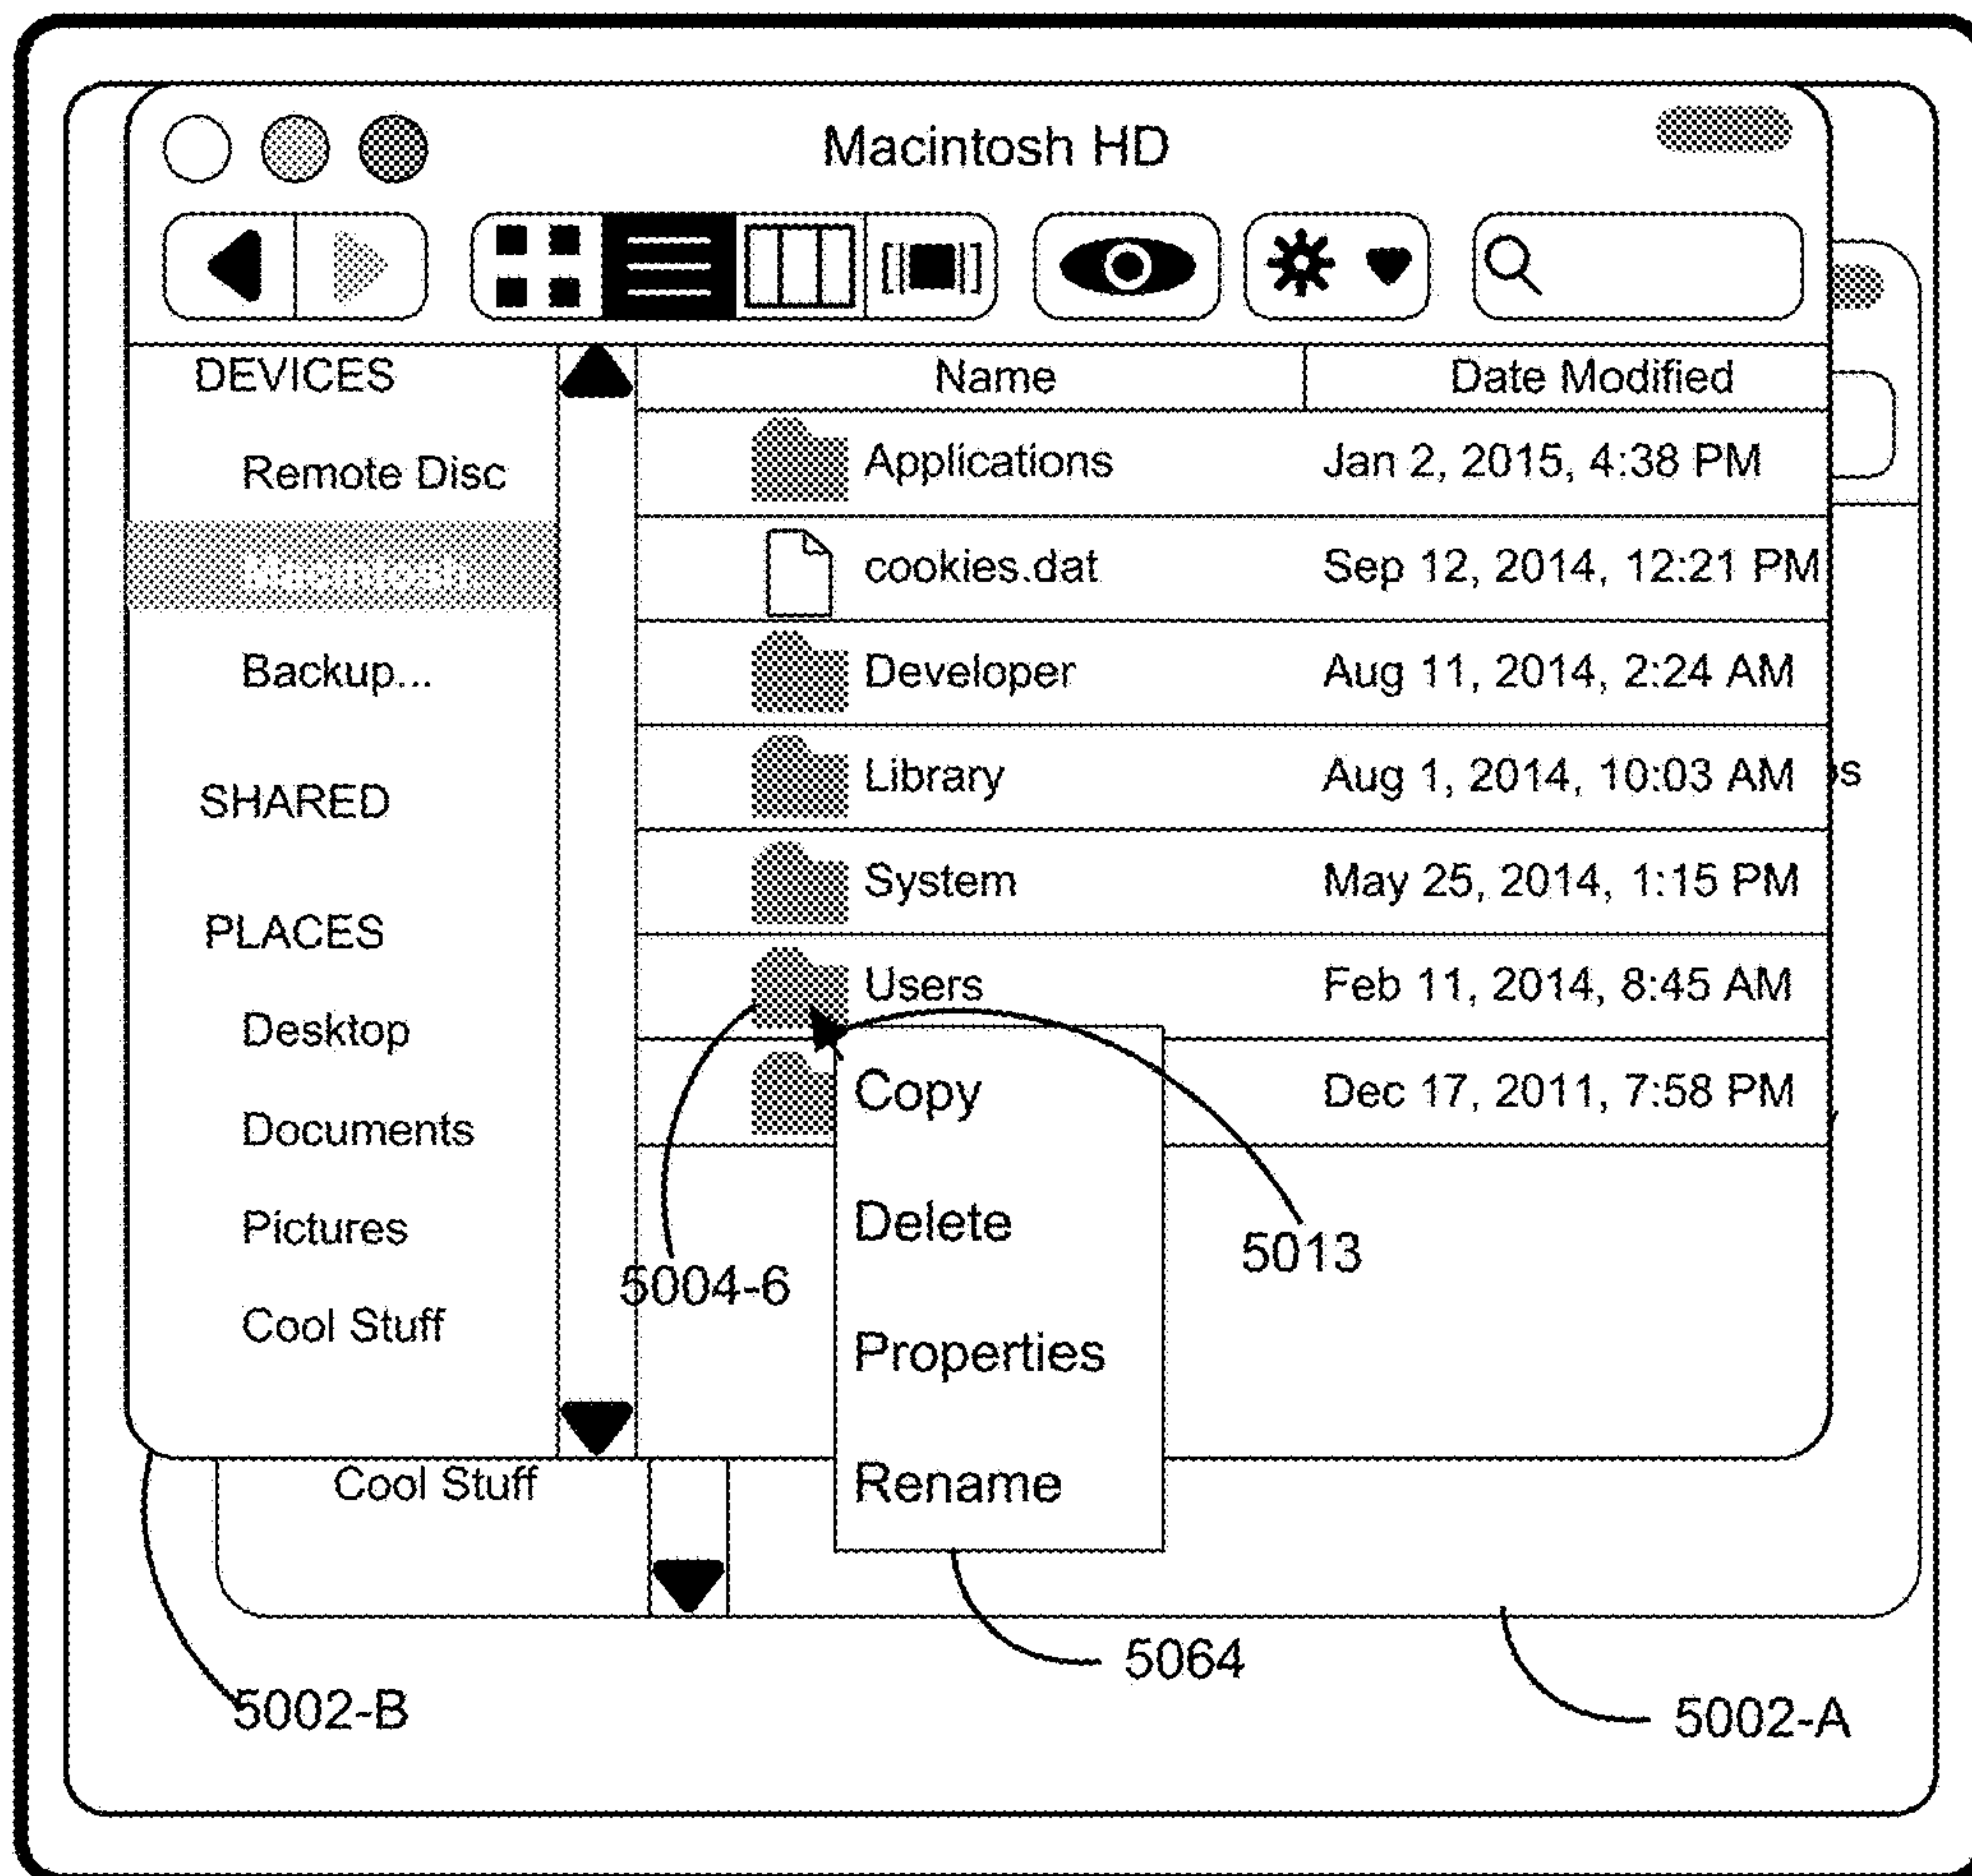 Macintosh HD
DEVICES
Name
Date Modified
Remote Disc
Applications
Jan 2, 2015, 4:38 PM
Macintosh...
cookies.dat
Sep 12, 2014, 12:21 PM
Backup...
Developer
Aug 11, 2014, 2:24 AM
SHARED
Library
Aug 1, 2014, 10:03 AM
s
System
May 25, 2014, 1:15 PM
PLACES
Users
Feb 11, 2014, 8:45 AM
Desktop
Dec 17, 2011, 7:58 PM
Documents
Pictures
Cool Stuff
Copy
Delete
Properties
Rename
5004-6
5013
Cool Stuff
5064
5002-B
5002-A